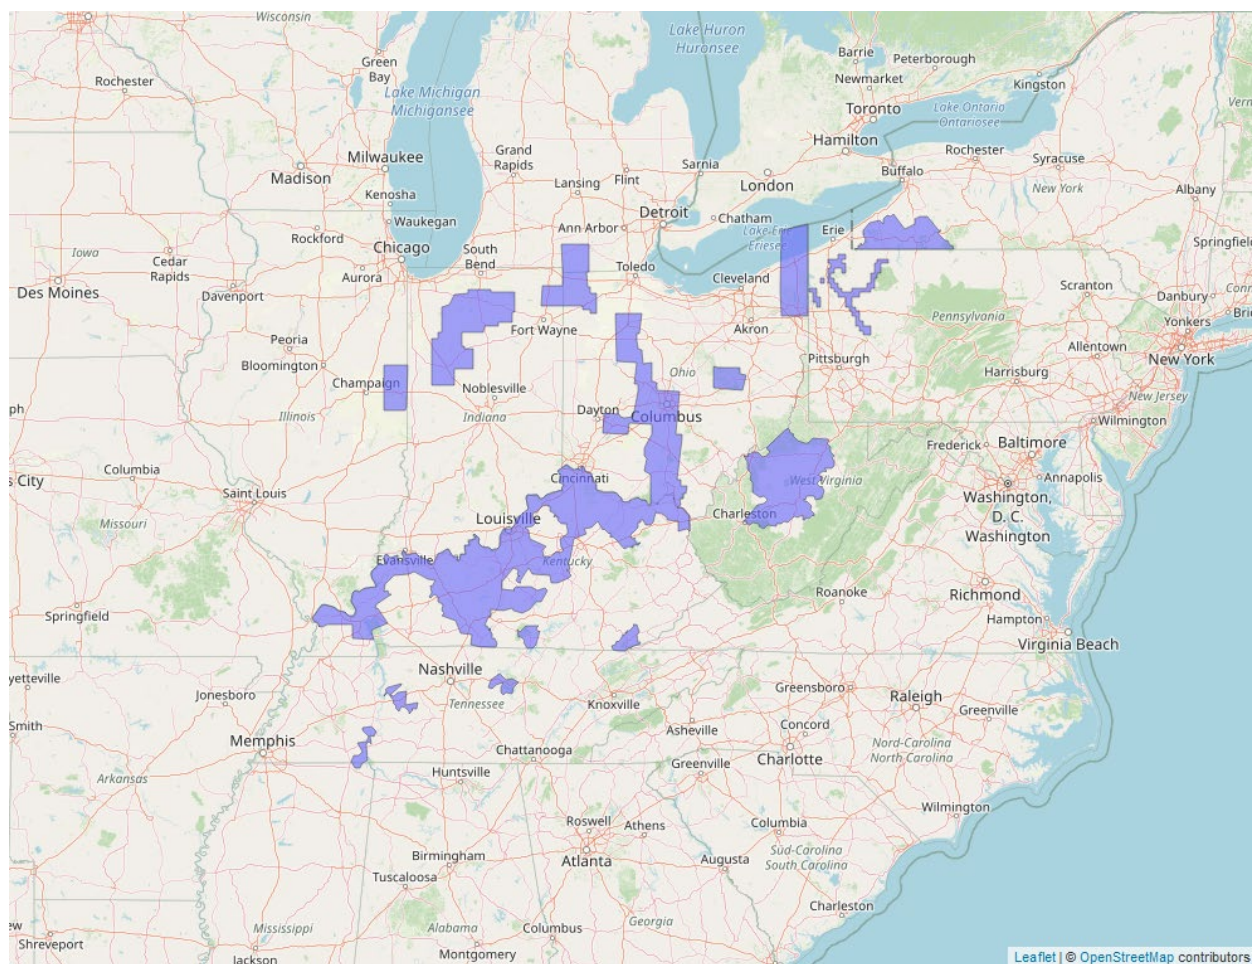 Wisconsin
Lake Huron
Huronsee
Barrie
Peterborough
Kingston
Green
Bay
Newmarket
Rochester
Lake Michigan
Michigansee
Toronto
Lake Ontario
Ontariosee
Hamilton
Grand
Rapids
Sarnia
Rochester
Syracuse
Milwaukee
Madison
Lansing
Flint
London
Buffalo
New York
Albany
Kenosha
Waukegan
Detroit
Chatham
Ann Arbor
Erie
Rockford
Chicago
South
Bend
Springfield
Iowa
Cedar
Rapids
Aurora
Toledo
Cleveland
Scranton
Des Moines
Davenport
Danbury
Fort Wayne
Akron
Pennsylvania
Yonkers
Peoria
Allentown
New York
Bloomington
Pittsburgh
Champaign
Noblesville
Ohio
Harrisburg
New Jersey
Illinois
Indiana
Dayton
Columbus
Wilmington
Frederick
Baltimore
Columbia
Cincinnati
West Virginia
Annapolis
s City
Saint Louis
Washington,
D. C.
Washington
Missouri
Louisville
Charleston
Evansville
Kentucky
Springfield
Roanoke
Richmond
Hampton
Virginia Beach
Nashville
yetteville
Jonesboro
Tennessee
Knoxville
Greensboro
Raleigh
Greenville
Smith
Memphis
Asheville
Concord
Charlotte
Nord-Carolina
North Carolina
Chattanooga
Arkansas
Huntsville
Greenville
Wilmington
Roswell
Athens
Columbia
Atlanta
Birmingham
Augusta
Süd-Carolina
South Carolina
Tuscaloosa
Charleston
Mississippi
Alabama
Columbus
Georgia
Shreveport
Jackson
Montgomery
Leaflet | © OpenStreetMap contributors